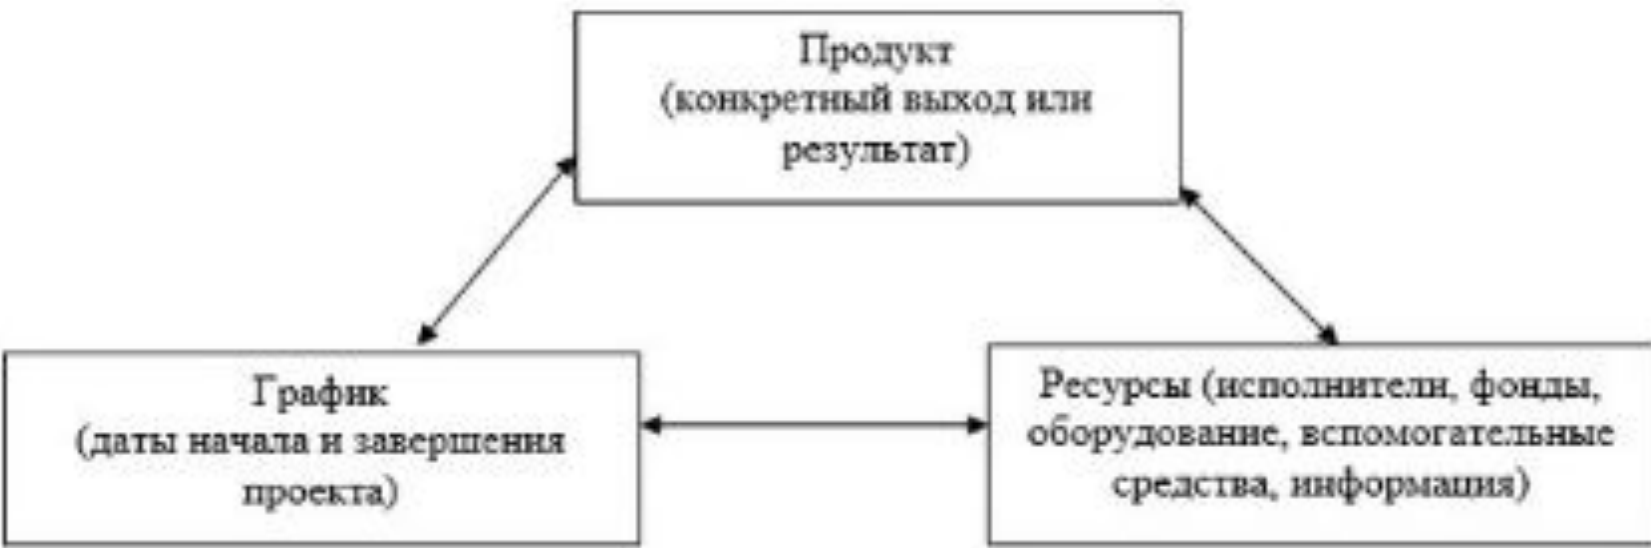 Продукт
(конкретный выход или
результат)
График
(даты начала и завершения
проекта)
Ресурсы (исполнители, фонды,
оборудование, вспомогательные
средства, информация)